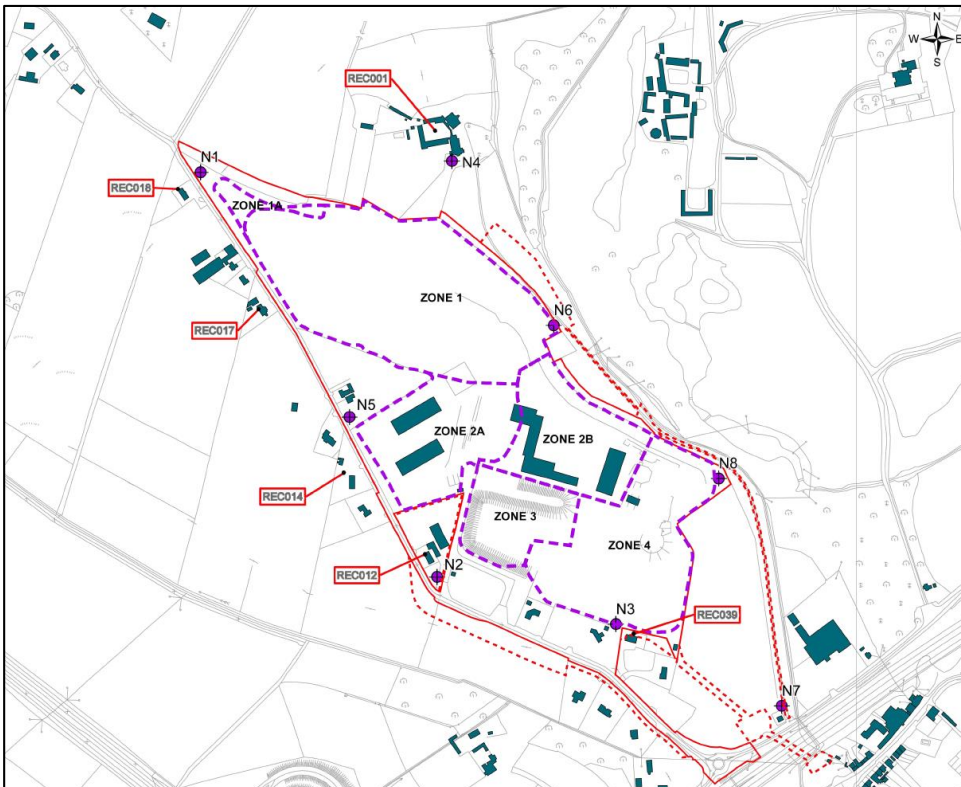 N
W E
S
REC001
N1
N4
REC018
ZONE 1A
ZONE 1
N6
REC017
N5
ZONE 2A
ZONE 2B
N8
REC014
ZONE 3
ZONE 4
REC012
N2
N3
REC039
N7